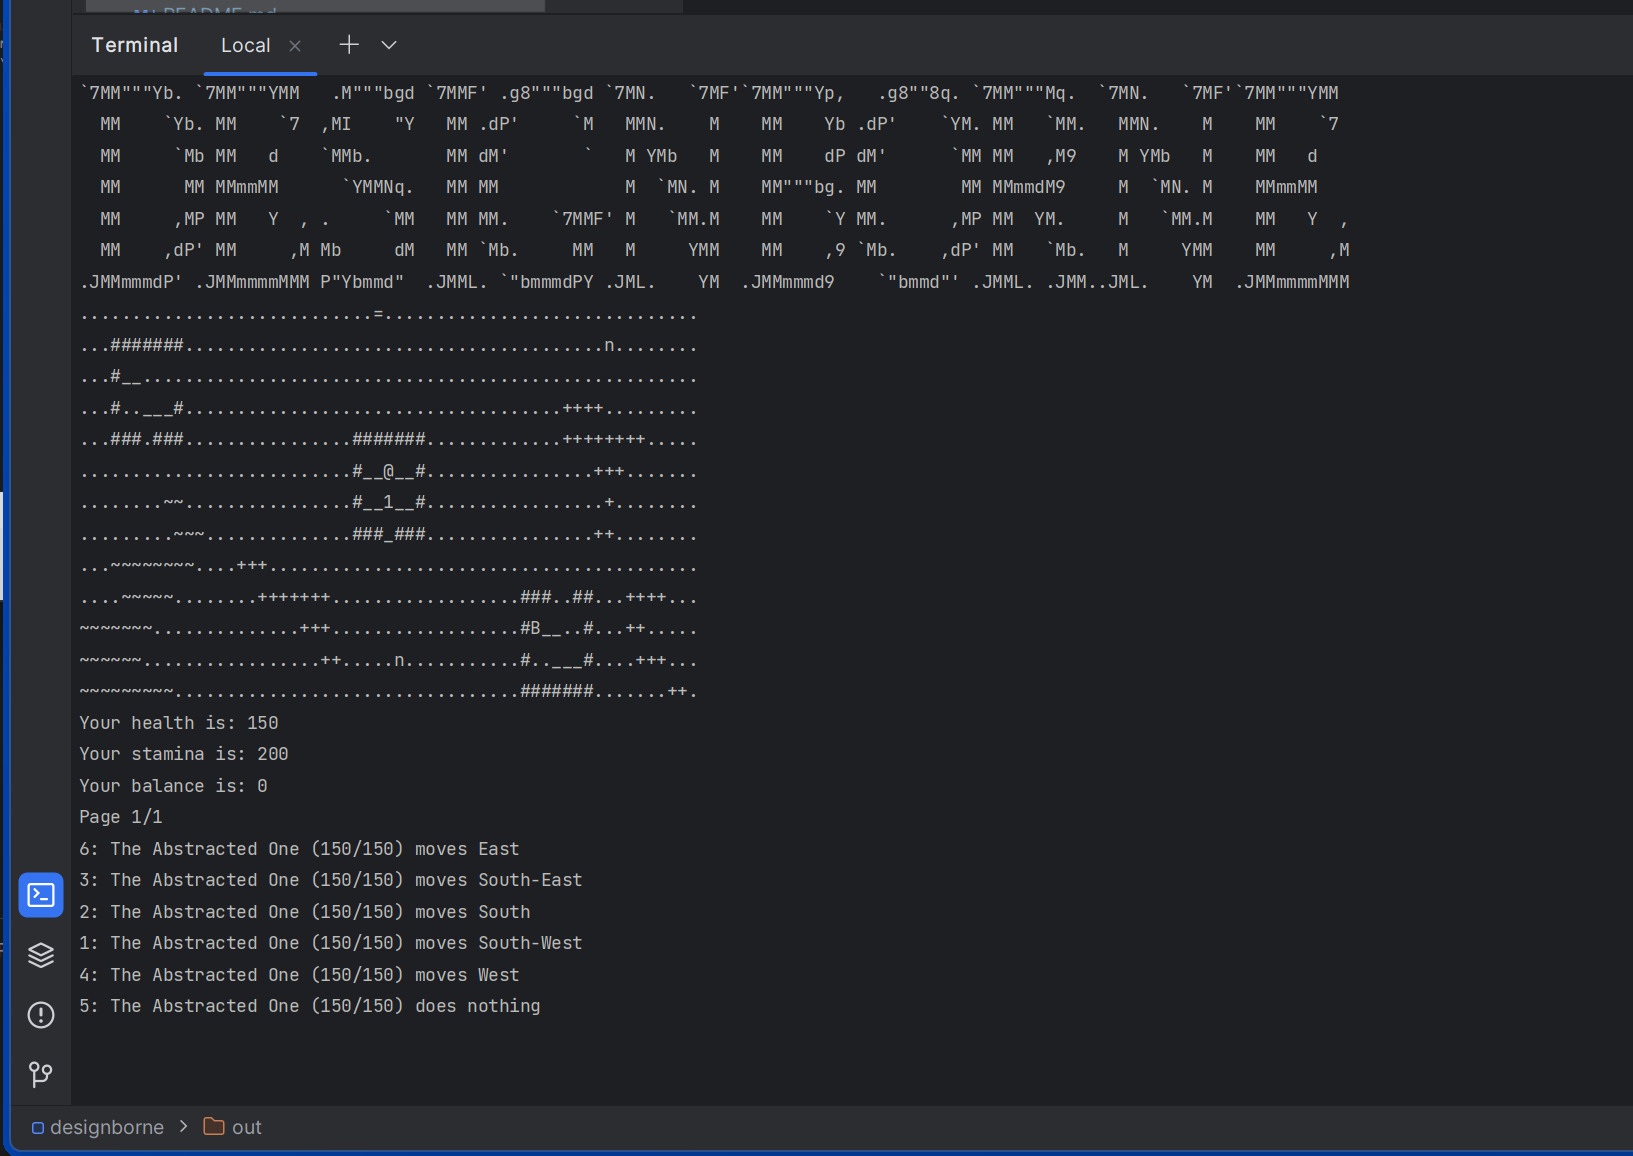 README.md
Terminal Local
`7MM"""Yb. `7MM"""YMM   .M"""bgd `7MMF' .g8"""bgd `7MN.   `7MF'`7MM"""Yp,   .g8""8q. `7MM"""Mq.  `7MN.   `7MF'`7MM"""YMM
  MM    `Yb. MM    `7  ,MI    "Y   MM .dP'     `M   MMN.    M    MM    Yb .dP'    `YM. MM   `MM.   MMN.    M    MM    `7
  MM     `Mb MM   d    `MMb.       MM dM'       `   M YMb   M    MM    dP dM'      `MM MM   ,M9    M YMb   M    MM   d
  MM      MM MMmmMM      `YMMNq.   MM MM            M  `MN. M    MM"""bg. MM        MM MMmmdM9     M  `MN. M    MMmmMM
  MM     ,MP MM   Y  , .     `MM   MM MM.    `7MMF' M   `MM.M    MM    `Y MM.      ,MP MM  YM.     M   `MM.M    MM   Y  ,
  MM    ,dP' MM     ,M Mb     dM   MM `Mb.     MM   M     YMM    MM    ,9 `Mb.   ,dP' MM   `Mb.   M     YMM    MM     ,M
.JMMmmmdP' .JMMmmmmMMM P"Ybmmd"  .JMML. `"bmmmdPY .JML.    YM  .JMMmmmd9    `"bmmd"' .JMML. .JMM..JML.    YM  .JMMmmmmMMM
............................=..............................
...#######........................................n........
...#__.....................................................
...#..___#....................................++++.........
...###.###................#######.............++++++++.....
..........................#__@__#................+++.......
........~~................#__1__#.................+........
.........~~~..............###_###................++........
...~~~~~~~~....+++.........................................
....~~~~~........+++++++..................###..##...++++...
~~~~~~~..............+++..................#B__..#...++.....
~~~~~~.................++.....n...........#..___#....+++...
~~~~~~~~~.................................#######.......++.
Your health is: 150
Your stamina is: 200
Your balance is: 0
Page 1/1
6: The Abstracted One (150/150) moves East
3: The Abstracted One (150/150) moves South-East
2: The Abstracted One (150/150) moves South
1: The Abstracted One (150/150) moves South-West
4: The Abstracted One (150/150) moves West
5: The Abstracted One (150/150) does nothing
designborne > out